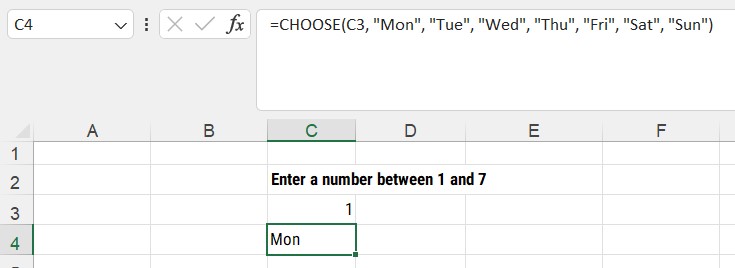 C4 fx =CHOOSE(C3, "Mon", "Tue", "Wed", "Thu", "Fri", "Sat", "Sun")
A B C D E F
1
2 Enter a number between 1 and 7
3 1
4 Mon